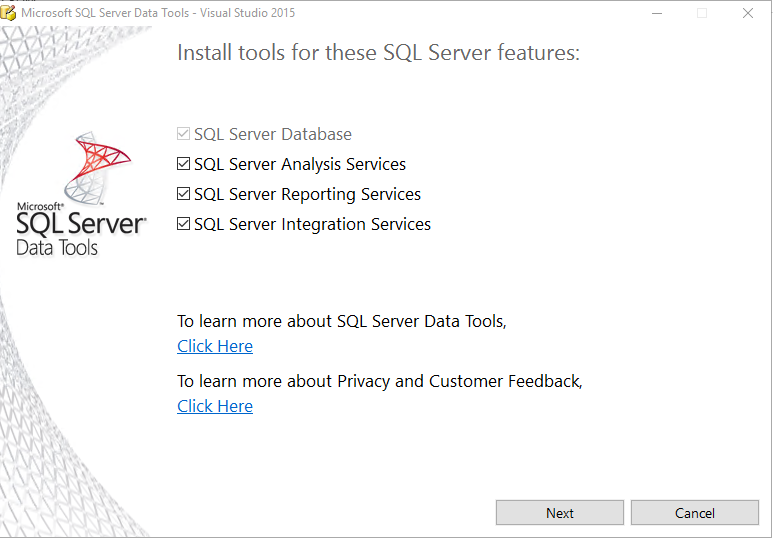 Microsoft SQL Server Data Tools - Visual Studio 2015
Install tools for these SQL Server features:
SQL Server Database
SQL Server Analysis Services
SQL Server Reporting Services
SQL Server Integration Services
Microsoft®
SQL Server®
Data Tools
To learn more about SQL Server Data Tools,
Click Here
To learn more about Privacy and Customer Feedback,
Click Here
Next
Cancel